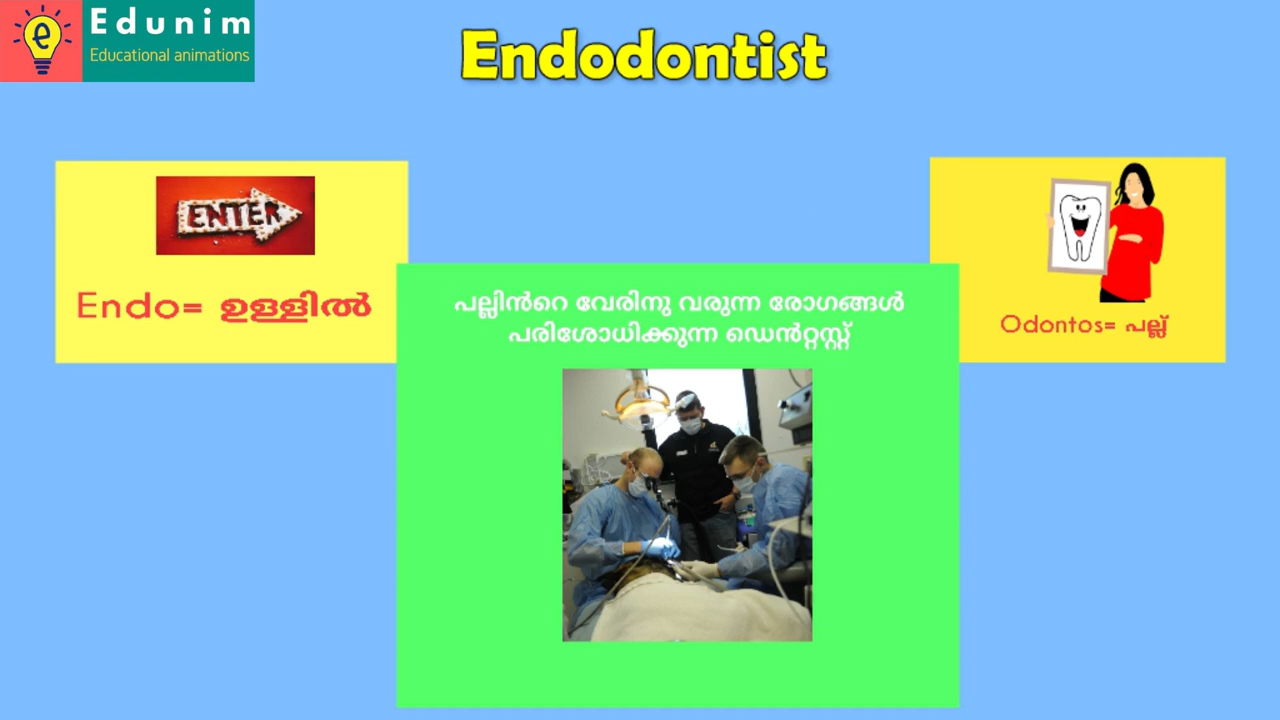 Edunim
Educational animations
Endodontist
ENTER
Endo= ഉള്ളിൽ
Odontos= പല്ല്
പല്ലിൻറെ വേരിനു വരുന്ന രോഗങ്ങൾ
പരിശോധിക്കുന്ന ഡെൻറ്റസ്റ്റ്